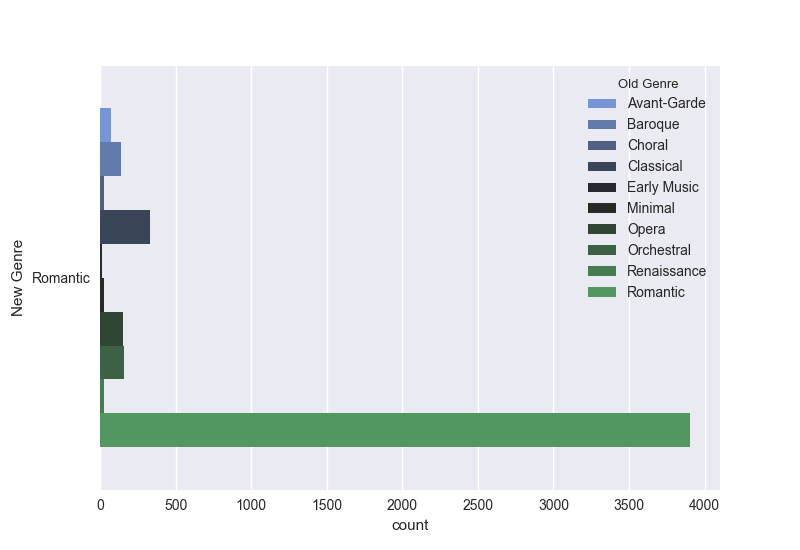 Old Genre
Avant-Garde
Baroque
Choral
Classical
Early Music
Minimal
Opera
Orchestral
Renaissance
Romantic
New Genre
Romantic
0 500 1000 1500 2000 2500 3000 3500 4000
count